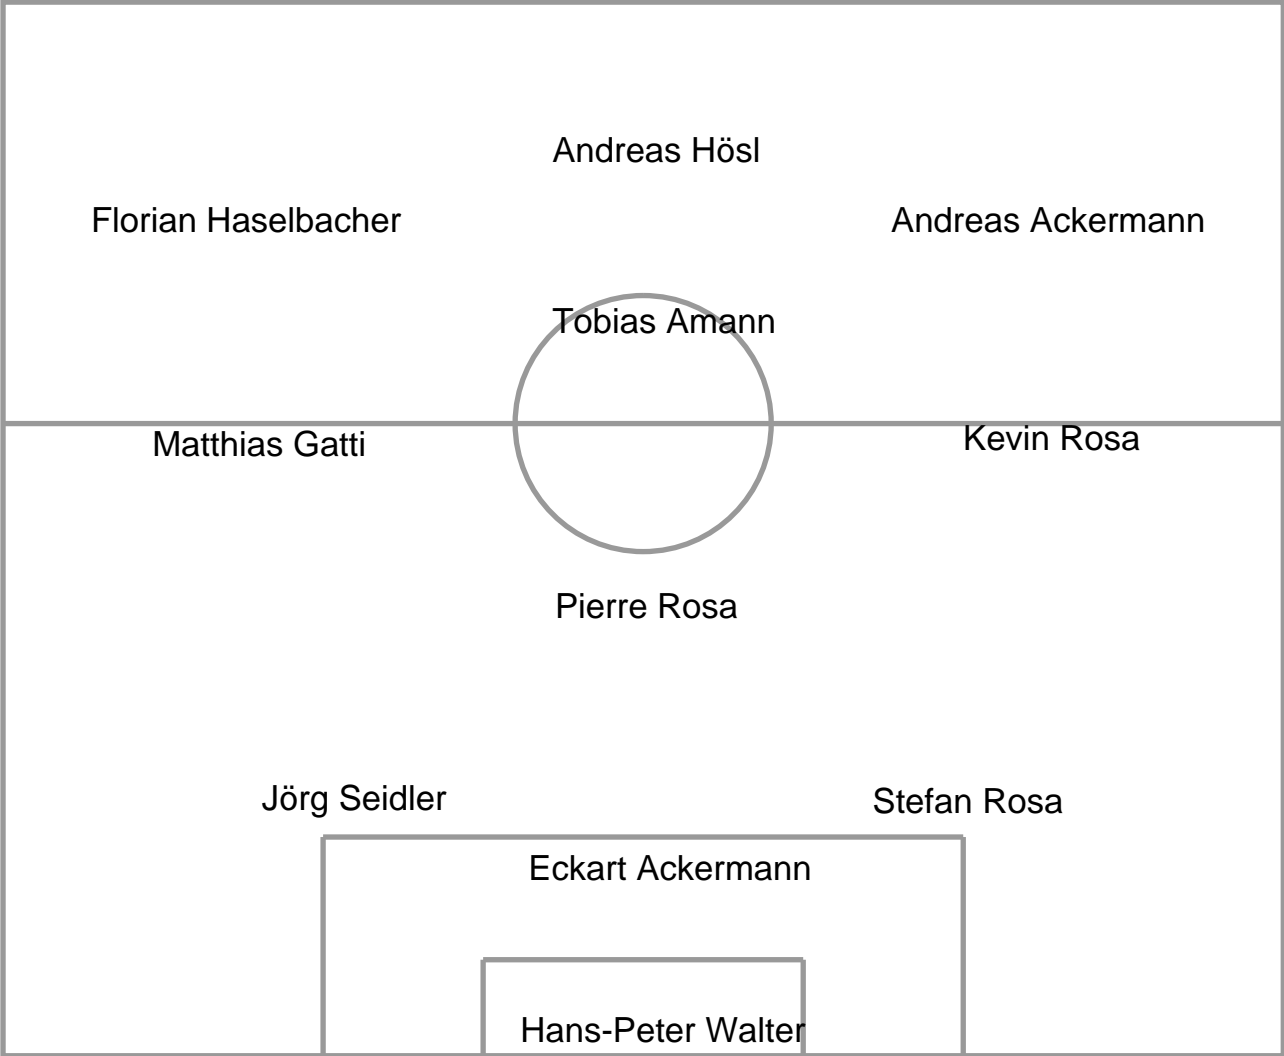 Andreas Hösl
Florian Haselbacher
Andreas Ackermann
Tobias Amann
Matthias Gatti
Kevin Rosa
Pierre Rosa
Jörg Seidler
Stefan Rosa
Eckart Ackermann
Hans-Peter Walter